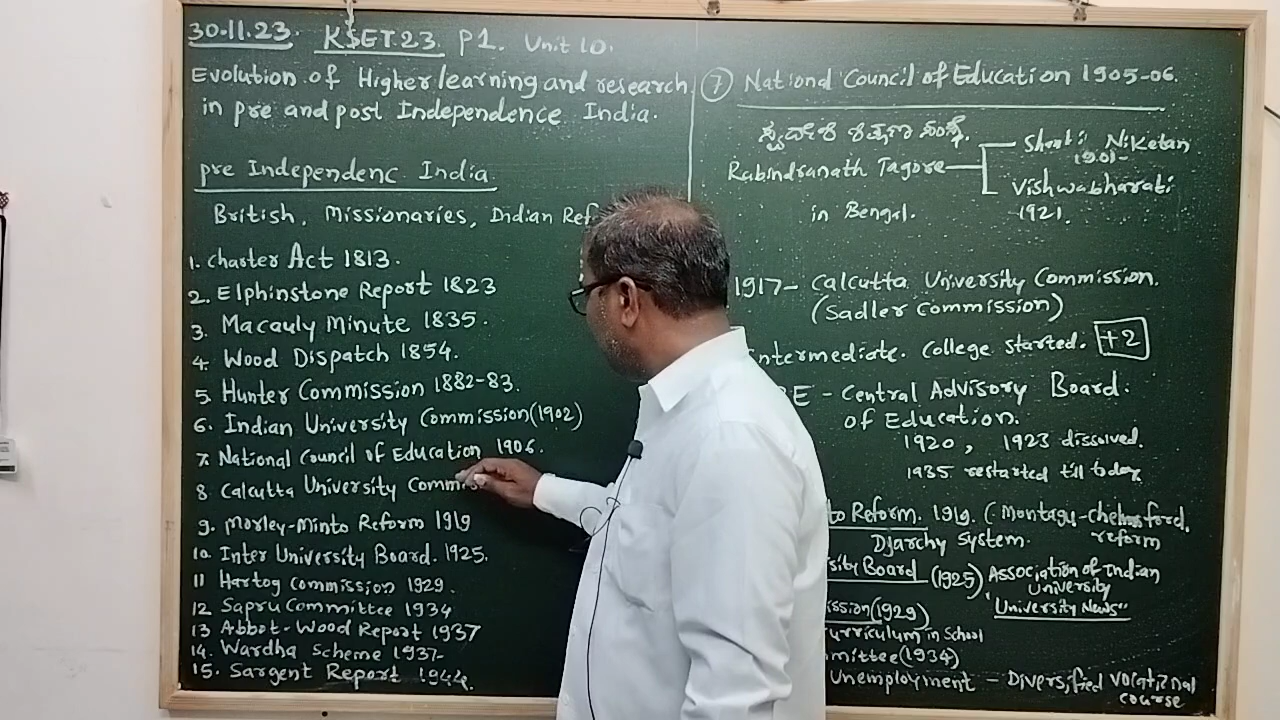 30.11.23. KSET.23. P1. Unit 10.
Evolution of Higher learning and research
in pre and post Independence India.
pre Independenc India
British, Missionaries, Indian Ref
1. Charter Act 1813.
2. Elphinstone Report 1823
3. Macauly Minute 1835.
4. Wood Dispatch 1854.
5. Hunter Commission 1882-83.
6. Indian University Commission(1902)
7. National Council of Education 1906.
8 Calcutta University Commis
9. Morley-Minto Reform 1919
10. Inter University Board. 1925.
11 Hartog Commission 1929.
12 Sapru Committee 1934
13 Abbot-Wood Report 1937
14. Wardha Scheme 1937-
15. Sargent Report 1944.
7 National Council of Education 1905-06.
ಸ್ವದೇಶಿ ಶಿಕ್ಷಣ ಸಂಸ್ಥೆ.
Rabindranath Tagore
Shanti Niketan
1901-
Vishwabharati
1921.
in Bengal.
1917- Calcutta University Commission.
(Sadler Commission)
Intermediate. College started. +2
BE - Central Advisory Board.
of Education.
1920, 1923 dissolved.
1935 restarted till today
to Reform. 1919. (Montagu-Chelmsford.
reform
Djarchy System.
sity Board (1925) Association of Indian
University
"University News"
ission(1929)
urriculum in School
mmittee(1934)
Unemployment - Diversified vocational
course